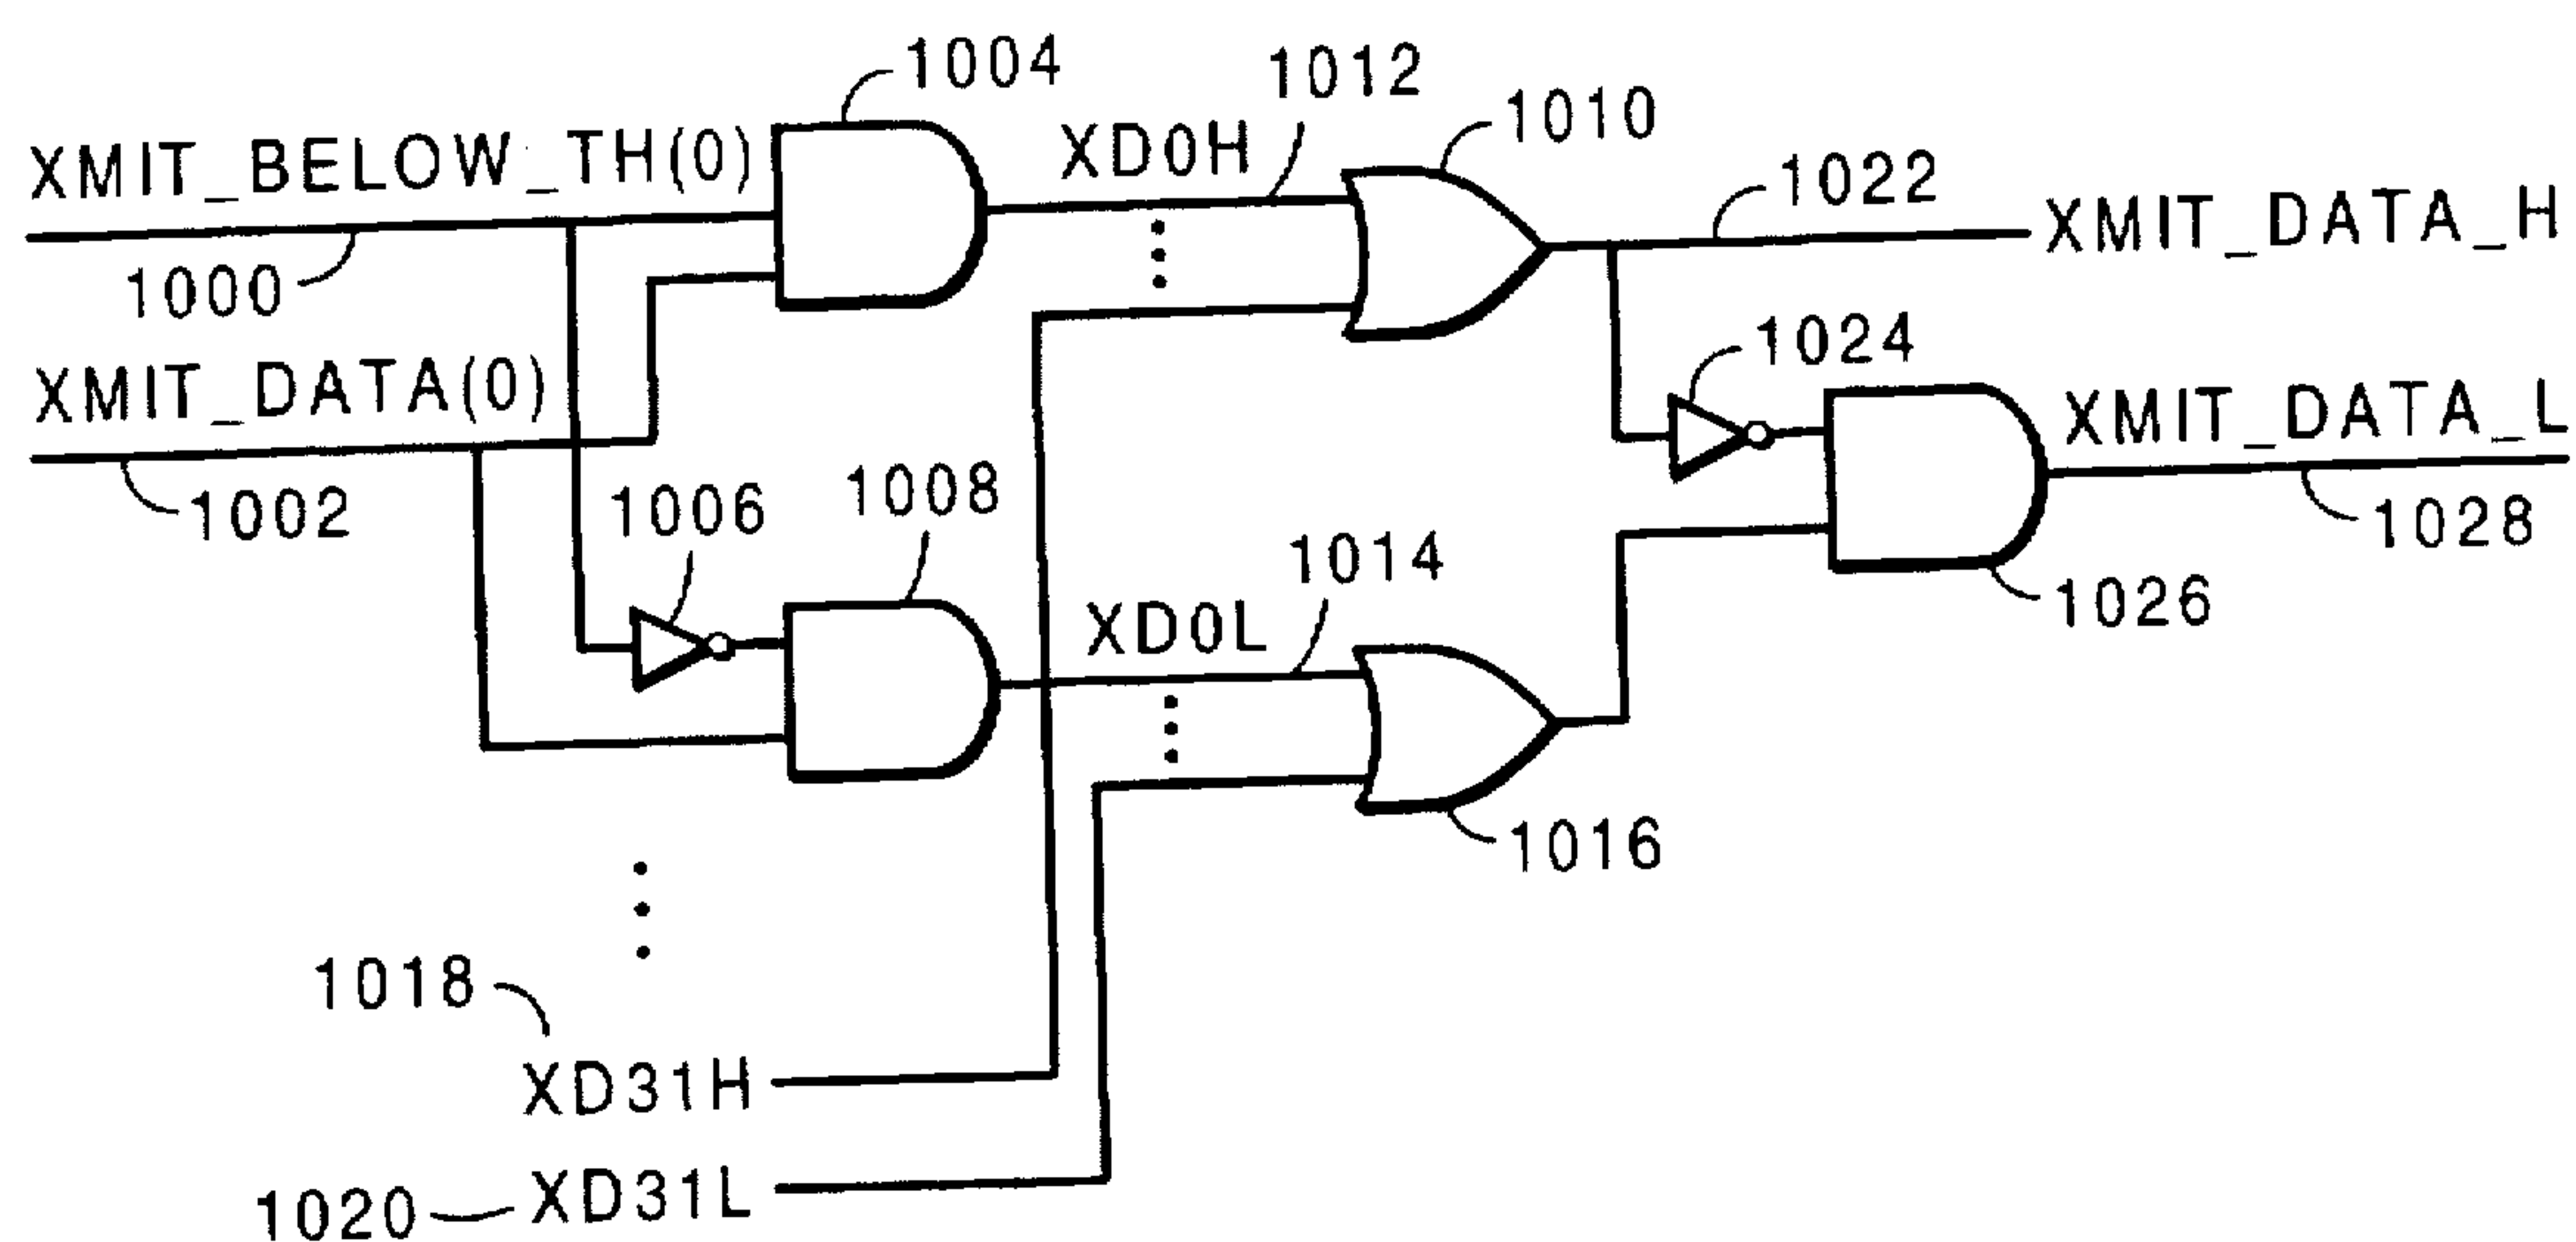 1004
1012
1010
XMIT_BELOW_TH(0)
XD0H
1022
XMIT_DATA_H
1000
1024
XMIT_DATA(0)
XMIT_DATA_L
1002
1006
1008
1014
1028
XD0L
1026
1016
1018
XD31H
1020
XD31L